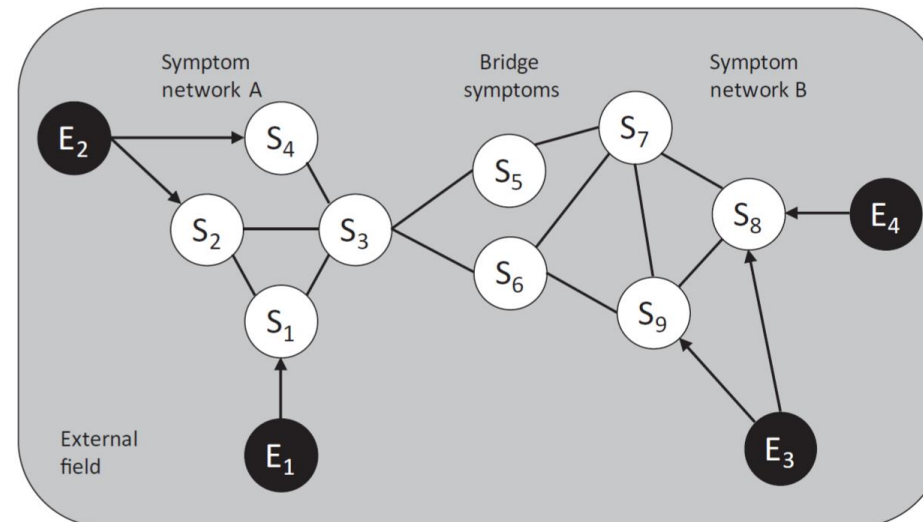 Symptom
network A
Bridge
symptoms
Symptom
network B
E₂
S₄
S₂
S₃
S₁
S₅
S₆
S₇
S₈
S₉
E₄
E₃
E₁
External
field